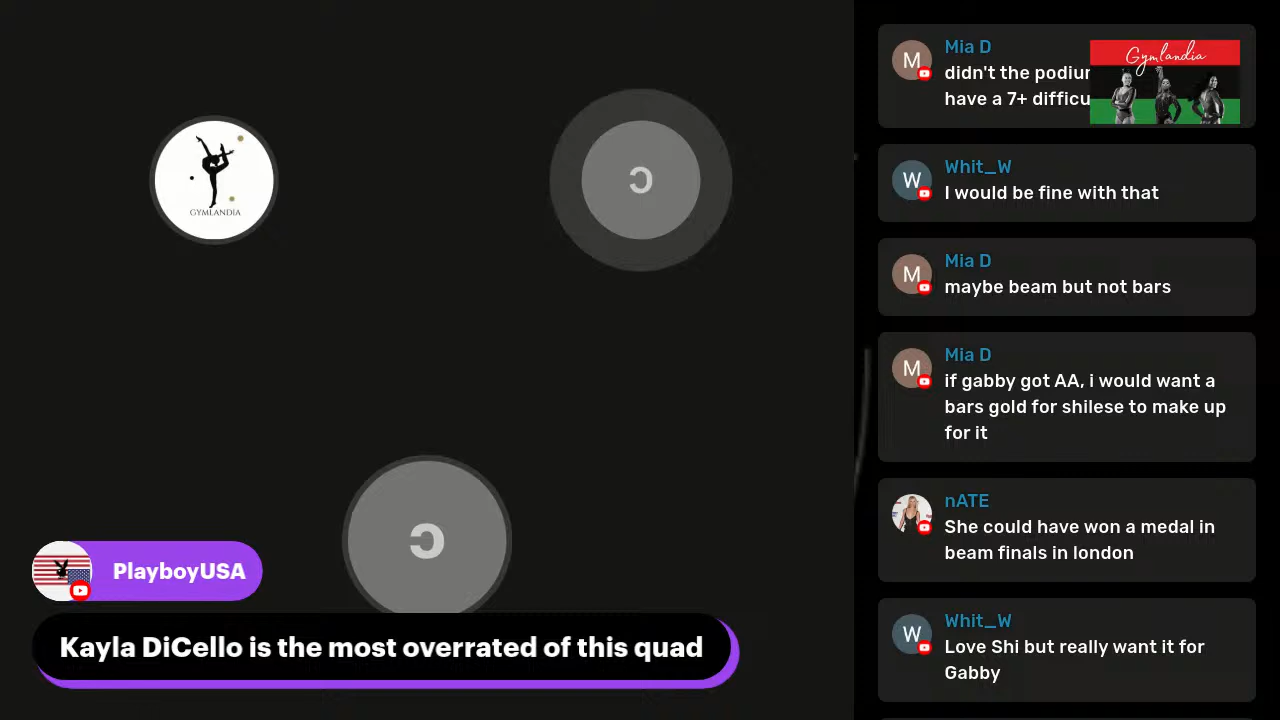 GYMLANDIA
ɔ
ɔ
PlayboyUSA
Kayla DiCello is the most overrated of this quad
M
Mia D
didn't the podiu
have a 7+ difficu
Gymlandia
W
Whit_W
I would be fine with that
M
Mia D
maybe beam but not bars
M
Mia D
if gabby got AA, i would want a
bars gold for shilese to make up
for it
nATE
She could have won a medal in
beam finals in london
W
Whit_W
Love Shi but really want it for
Gabby